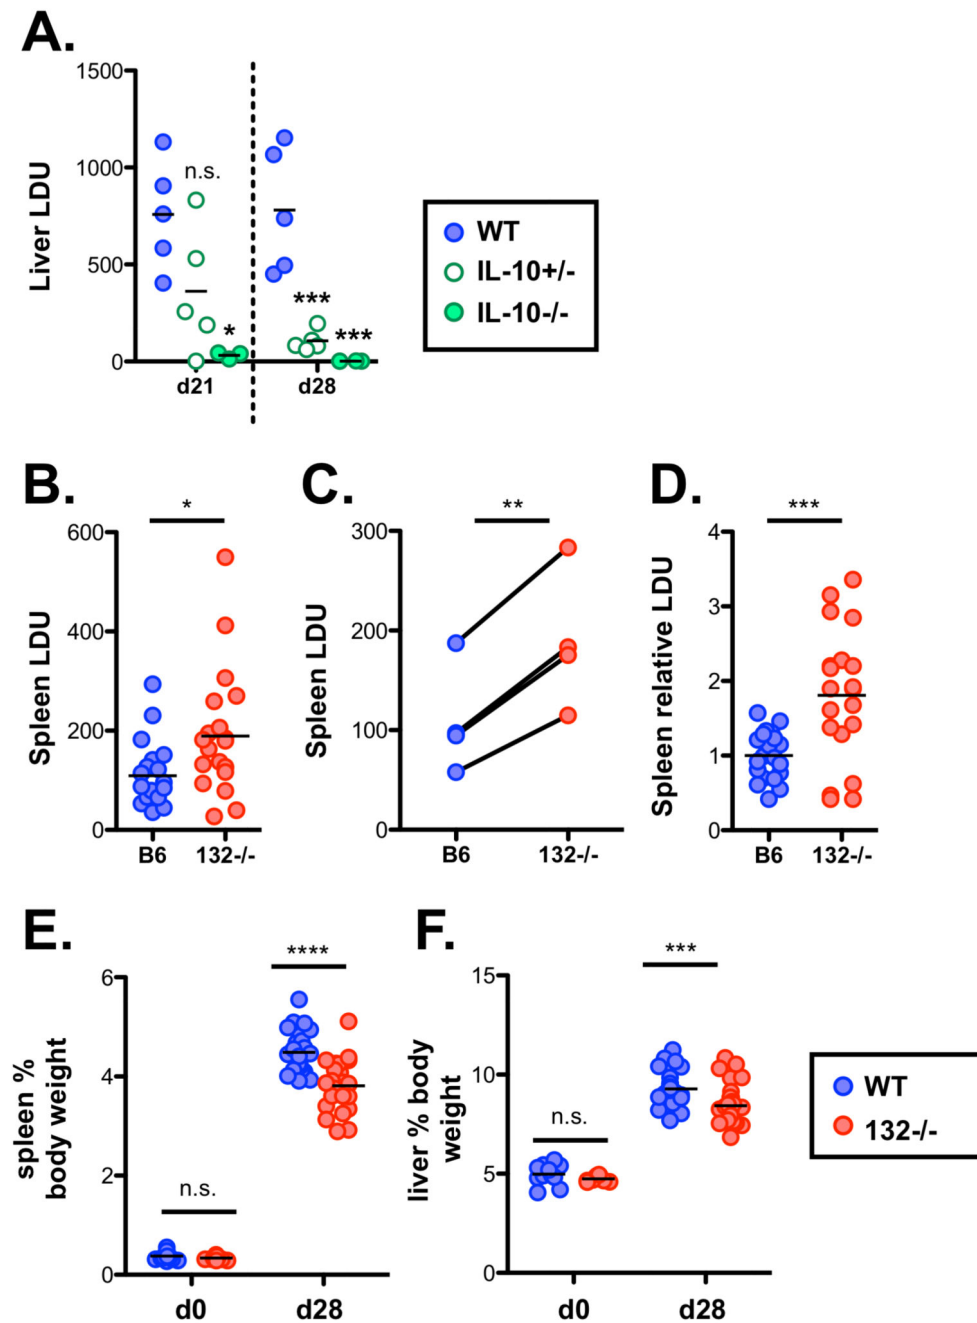 A.
1500
1000
500
0
Liver LDU
n.s.
*
***
***
d21
d28
WT
IL-10+/-
IL-10-/-
B.
*
600
400
200
0
Spleen LDU
B6
132-/-
C.
**
300
200
100
0
Spleen LDU
B6
132-/-
D.
***
4
3
2
1
0
Spleen relative LDU
B6
132-/-
E.
****
6
4
2
0
spleen %
body weight
n.s.
d0
d28
F.
***
15
10
5
0
liver % body
weight
n.s.
d0
d28
WT
132-/-